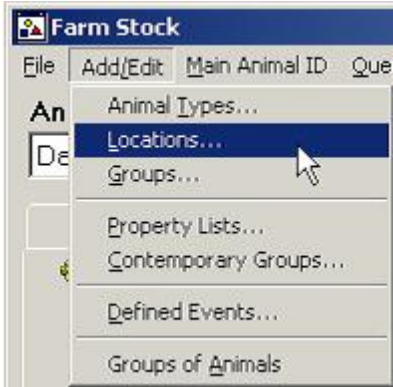 Farm Stock
File Add/Edit Main Animal ID Que
An
Animal Types...
De
Locations...
Groups...
Property Lists...
Contemporary Groups...
Defined Events...
Groups of Animals